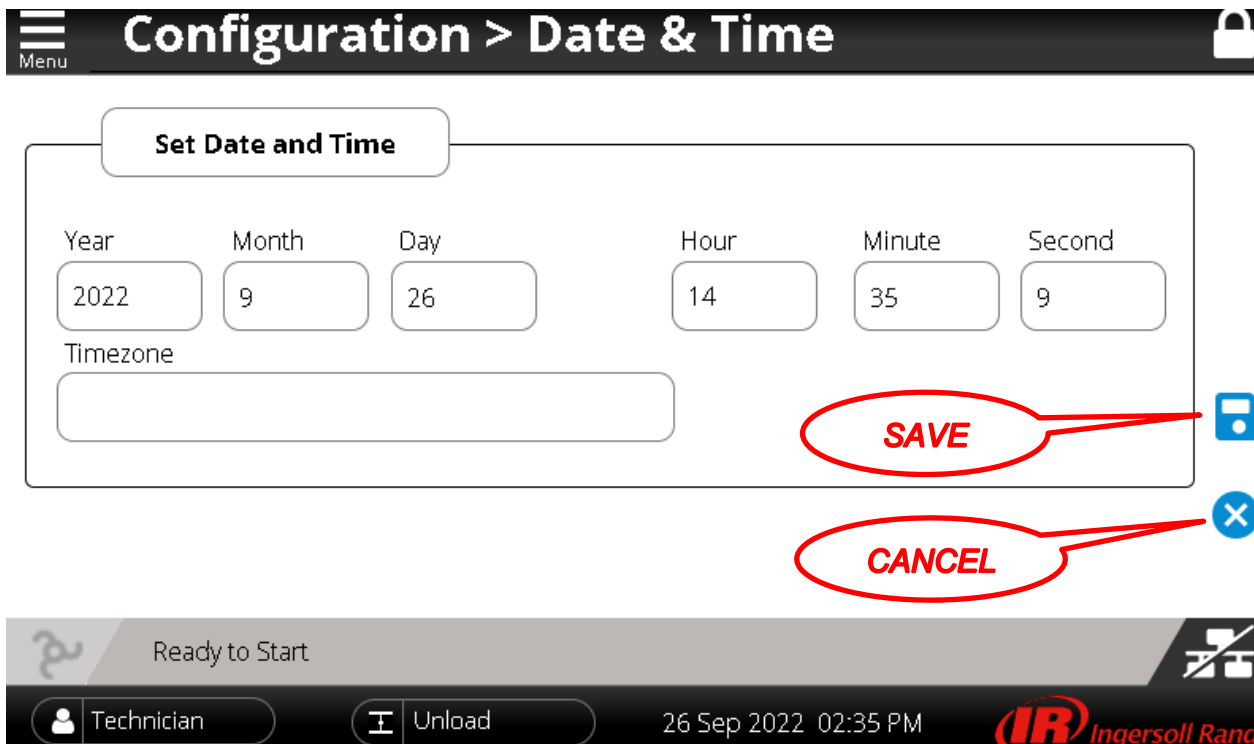 Configuration > Date & Time
Menu
Set Date and Time
Year Month Day Hour Minute Second
2022 9 26 14 35 9
Timezone
SAVE
CANCEL
Ready to Start
Technician Unload 26 Sep 2022 02:35 PM IR Ingersoll Rand